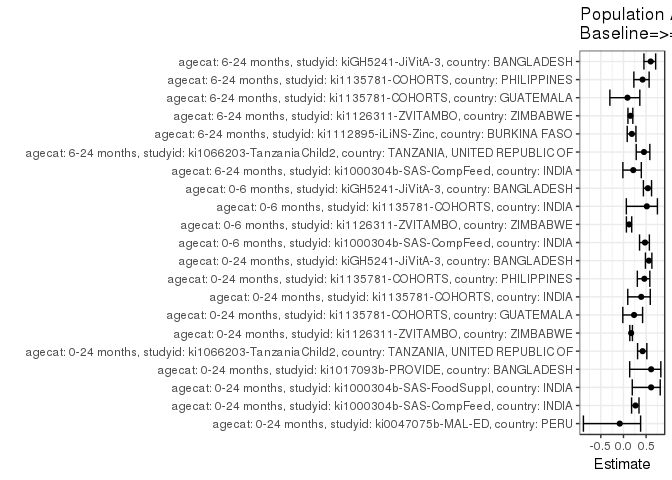 Population
Baseline=>
agecat: 6-24 months, studyid: kiGH5241-JiVitA-3, country: BANGLADESH
agecat: 6-24 months, studyid: ki1135781-COHORTS, country: PHILIPPINES
agecat: 6-24 months, studyid: ki1135781-COHORTS, country: GUATEMALA
agecat: 6-24 months, studyid: ki1126311-ZVITAMBO, country: ZIMBABWE
agecat: 6-24 months, studyid: ki1112895-iLiNS-Zinc, country: BURKINA FASO
agecat: 6-24 months, studyid: ki1066203-TanzaniaChild2, country: TANZANIA, UNITED REPUBLIC OF
agecat: 6-24 months, studyid: ki1000304b-SAS-CompFeed, country: INDIA
agecat: 0-6 months, studyid: kiGH5241-JiVitA-3, country: BANGLADESH
agecat: 0-6 months, studyid: ki1135781-COHORTS, country: INDIA
agecat: 0-6 months, studyid: ki1126311-ZVITAMBO, country: ZIMBABWE
agecat: 0-6 months, studyid: ki1000304b-SAS-CompFeed, country: INDIA
agecat: 0-24 months, studyid: kiGH5241-JiVitA-3, country: BANGLADESH
agecat: 0-24 months, studyid: ki1135781-COHORTS, country: PHILIPPINES
agecat: 0-24 months, studyid: ki1135781-COHORTS, country: INDIA
agecat: 0-24 months, studyid: ki1135781-COHORTS, country: GUATEMALA
agecat: 0-24 months, studyid: ki1126311-ZVITAMBO, country: ZIMBABWE
agecat: 0-24 months, studyid: ki1066203-TanzaniaChild2, country: TANZANIA, UNITED REPUBLIC OF
agecat: 0-24 months, studyid: ki1017093b-PROVIDE, country: BANGLADESH
agecat: 0-24 months, studyid: ki1000304b-SAS-FoodSuppl, country: INDIA
agecat: 0-24 months, studyid: ki1000304b-SAS-CompFeed, country: INDIA
agecat: 0-24 months, studyid: ki0047075b-MAL-ED, country: PERU
-0.5 0.0 0.5
Estimate